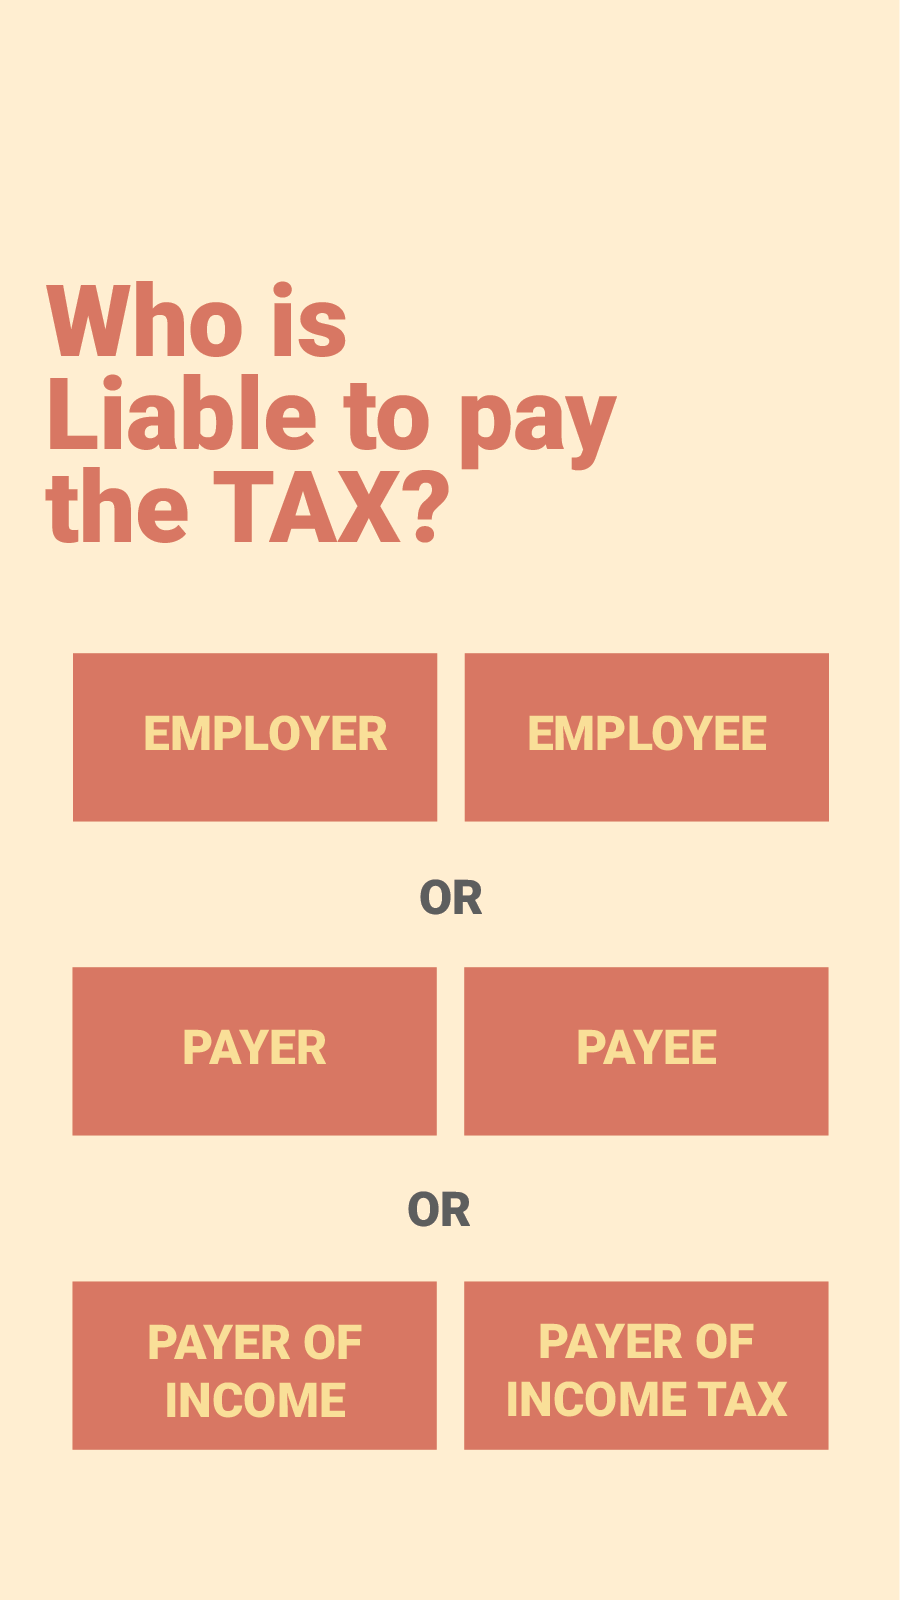 Who is
Liable to pay
the TAX?
EMPLOYER
EMPLOYEE
OR
PAYER
PAYEE
OR
PAYER OF
INCOME
PAYER OF
INCOME TAX